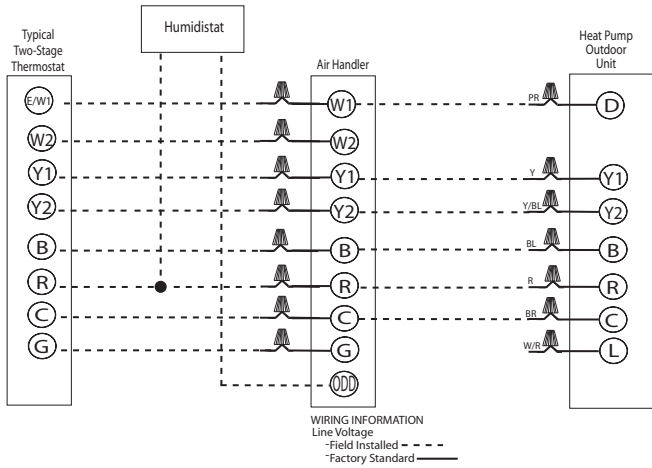 Humidistat
Typical
Two-Stage
Thermostat
Air Handler
Heat Pump
Outdoor
Unit
E/W1
W1
PR
D
W2
W2
Y1
Y1
Y
Y1
Y2
Y2
Y/BL
Y2
B
B
BL
B
R
R
R
R
C
C
BR
C
G
G
W/R
L
ODD
WIRING INFORMATION
Line Voltage
-Field Installed
-Factory Standard